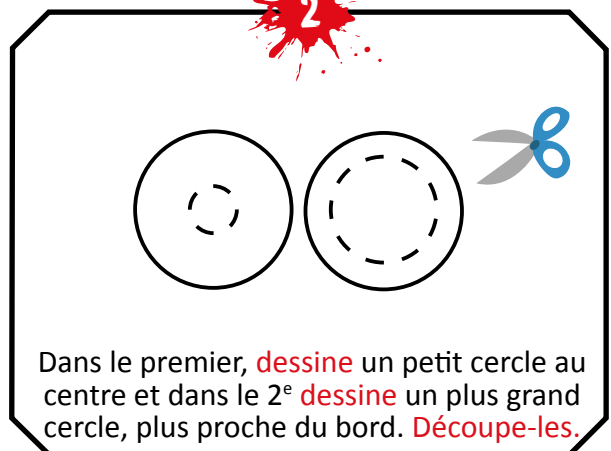 2
Dans le premier, dessine un petit cercle au
centre et dans le 2e dessine un plus grand
cercle, plus proche du bord. Découpe-les.